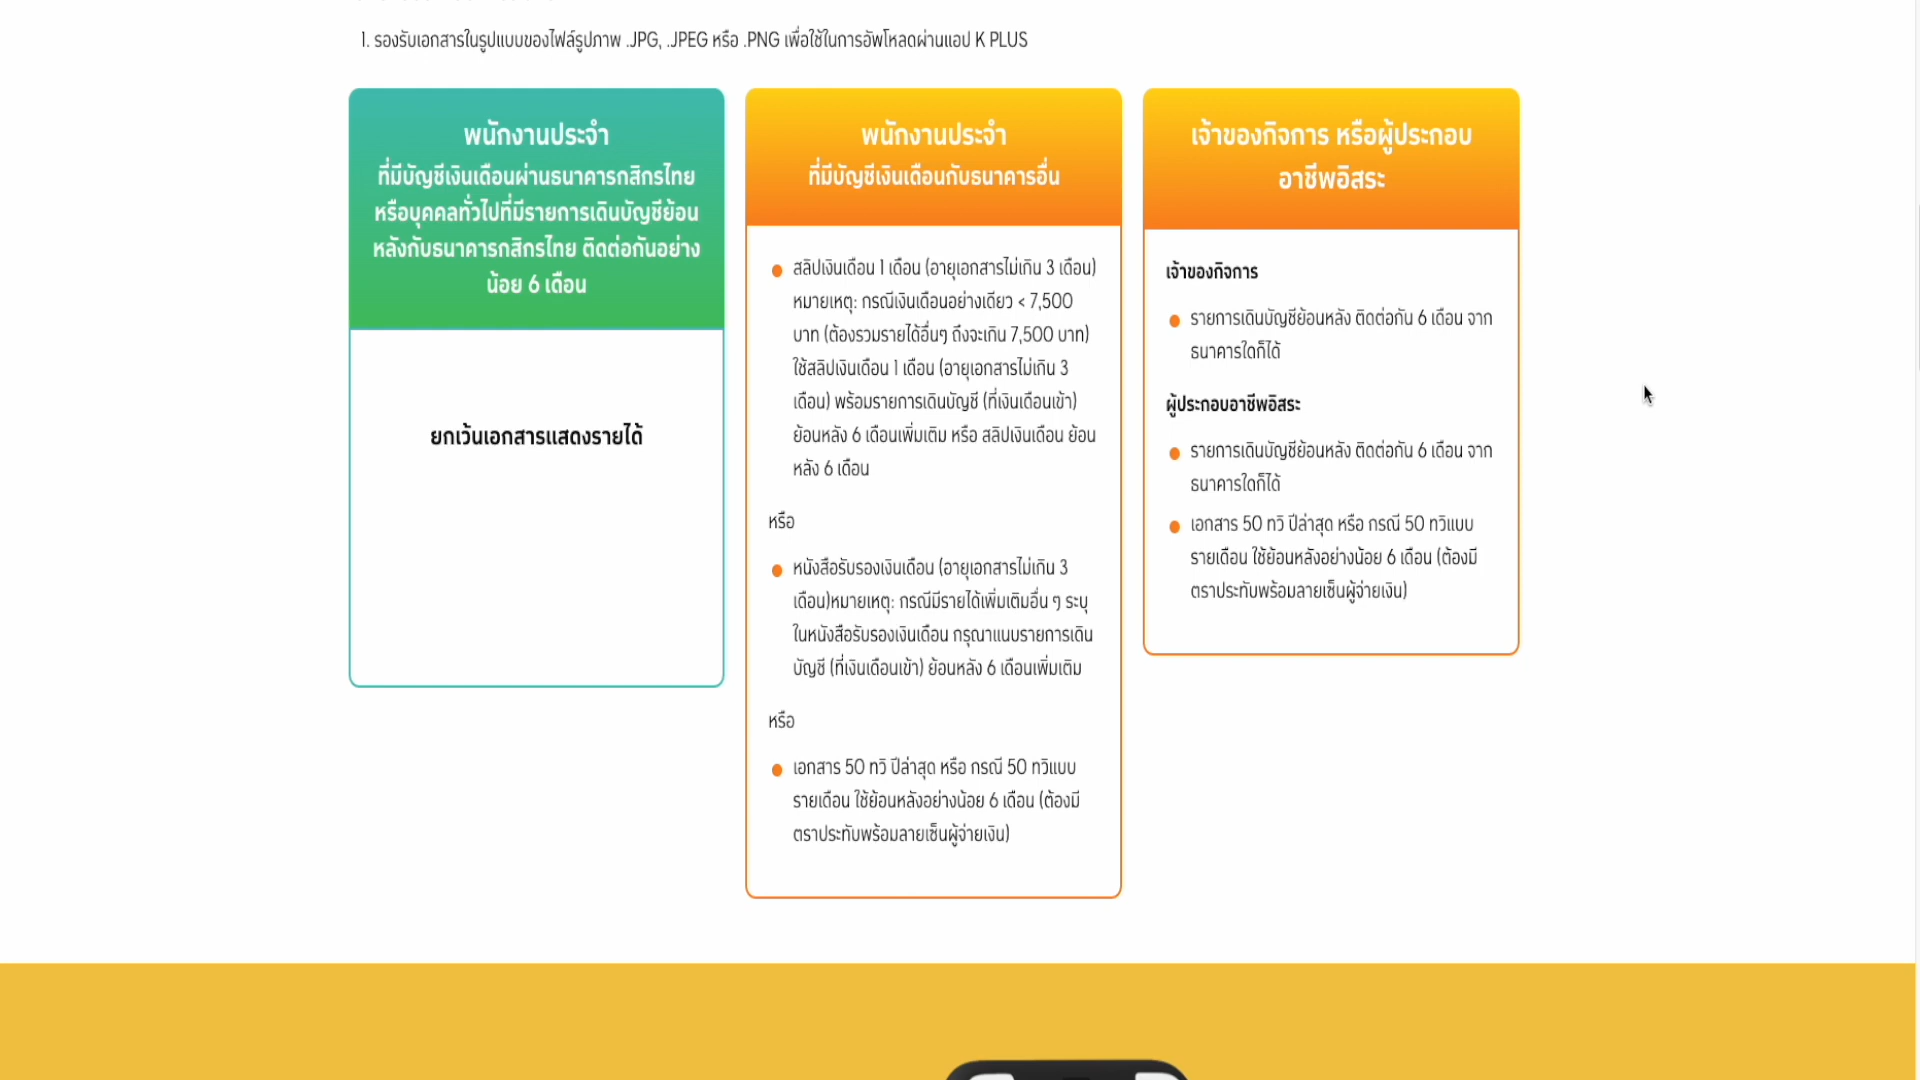 1. รองรับเอกสารในรูปแบบของไฟล์รูปภาพ .JPG, .JPEG หรือ .PNG เพื่อใช้ในการอัพโหลดผ่านแอป K PLUS
พนักงานประจำ
ที่มีบัญชีเงินเดือนผ่านธนาคารกสิกรไทย
หรือบุคคลทั่วไปที่มีรายการเดินบัญชีย้อน
หลังกับธนาคารกสิกรไทย ติดต่อกันอย่าง
น้อย 6 เดือน
ยกเว้นเอกสารแสดงรายได้
พนักงานประจำ
ที่มีบัญชีเงินเดือนกับธนาคารอื่น
สลิปเงินเดือน 1 เดือน (อายุเอกสารไม่เกิน 3 เดือน)
หมายเหตุ: กรณีเงินเดือนอย่างเดียว < 7,500
บาท (ต้องรวมรายได้อื่นๆ ถึงจะเกิน 7,500 บาท)
ใช้สลิปเงินเดือน 1 เดือน (อายุเอกสารไม่เกิน 3
เดือน) พร้อมรายการเดินบัญชี (ที่เงินเดือนเข้า)
ย้อนหลัง 6 เดือนเพิ่มเติม หรือ สลิปเงินเดือน ย้อน
หลัง 6 เดือน
หรือ
หนังสือรับรองเงินเดือน (อายุเอกสารไม่เกิน 3
เดือน)หมายเหตุ: กรณีมีรายได้เพิ่มเติมอื่น ๆ ระบุ
ในหนังสือรับรองเงินเดือน กรุณาแนบรายการเดิน
บัญชี (ที่เงินเดือนเข้า) ย้อนหลัง 6 เดือนเพิ่มเติม
หรือ
เอกสาร 50 ทวิ ปีล่าสุด หรือ กรณี 50 ทวิแบบ
รายเดือน ใช้ย้อนหลังอย่างน้อย 6 เดือน (ต้องมี
ตราประทับพร้อมลายเซ็นผู้จ่ายเงิน)
เจ้าของกิจการ หรือผู้ประกอบ
อาชีพอิสระ
เจ้าของกิจการ
รายการเดินบัญชีย้อนหลัง ติดต่อกัน 6 เดือน จาก
ธนาคารใดก็ได้
ผู้ประกอบอาชีพอิสระ
รายการเดินบัญชีย้อนหลัง ติดต่อกัน 6 เดือน จาก
ธนาคารใดก็ได้
เอกสาร 50 ทวิ ปีล่าสุด หรือ กรณี 50 ทวิแบบ
รายเดือน ใช้ย้อนหลังอย่างน้อย 6 เดือน (ต้องมี
ตราประทับพร้อมลายเซ็นผู้จ่ายเงิน)